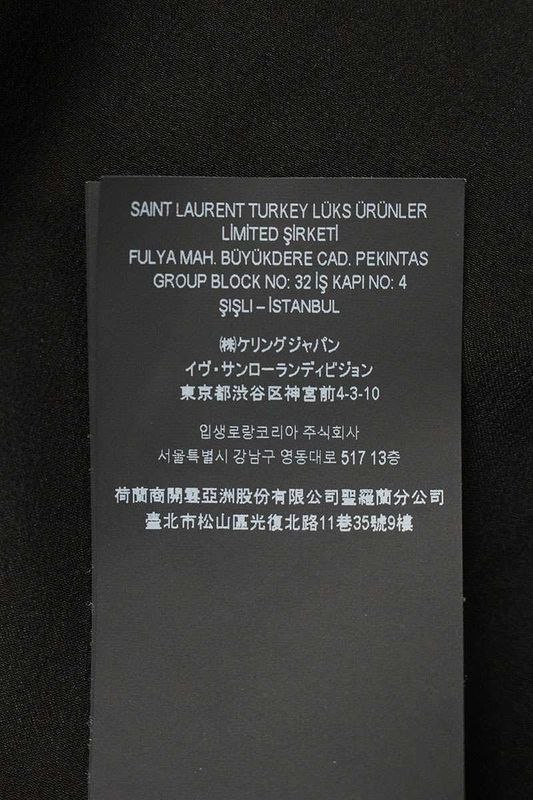 SAINT LAURENT TURKEY LÜKS ÜRÜNLER
LİMİTED ŞİRKETİ
FULYA MAH. BÜYÜKDERE CAD. PEKINTAS
GROUP BLOCK NO: 32 İŞ KAPI NO: 4
ŞIŞLI – İSTANBUL
㈱ケリングジャパン
イヴ・サンローランディビジョン
東京都渋谷区神宮前4-3-10
입생로랑코리아 주식회사
서울특별시 강남구 영동대로 517 13층
荷蘭商開雲亞洲股份有限公司聖羅蘭分公司
臺北市松山區光復北路11巷35號9樓